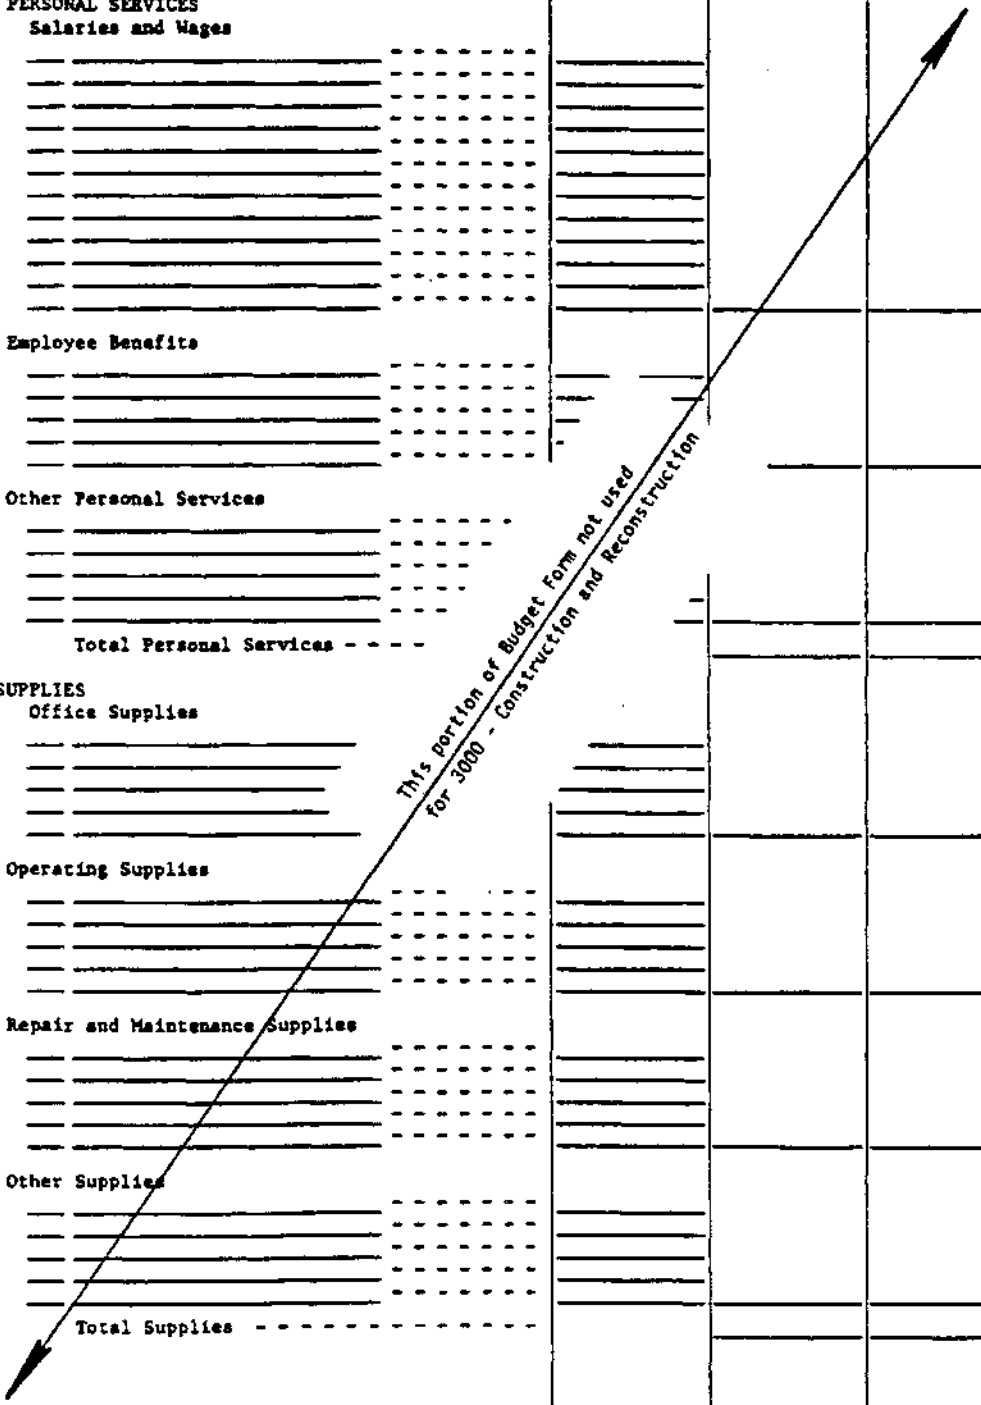 PERSONAL SERVICES
Salaries and Wages
Employee Benefits
Other Personal Services
Total Personal Services
SUPPLIES
Office Supplies
This portion of Budget Form not used
for 3000 - Construction and Reconstruction
Operating Supplies
Repair and Maintenance Supplies
Other Supplies
Total Supplies